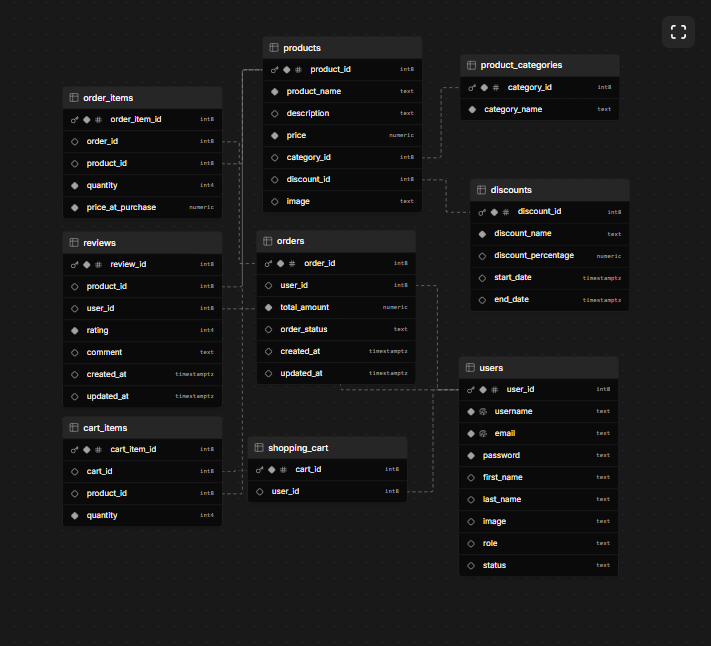 products
product_id int8
product_name text
description text
price numeric
category_id int8
discount_id int8
image text
product_categories
category_id int8
category_name text
order_items
order_item_id int8
order_id int8
product_id int8
quantity int4
price_at_purchase numeric
discounts
discount_id int8
discount_name text
discount_percentage numeric
start_date timestamptz
end_date timestamptz
reviews
review_id int8
product_id int8
user_id int8
rating int4
comment text
created_at timestamptz
updated_at timestamptz
orders
order_id int8
user_id int8
total_amount numeric
order_status text
created_at timestamptz
updated_at timestamptz
users
user_id int8
username text
email text
password text
first_name text
last_name text
image text
role text
status text
cart_items
cart_item_id int8
cart_id int8
product_id int8
quantity int4
shopping_cart
cart_id int8
user_id int8